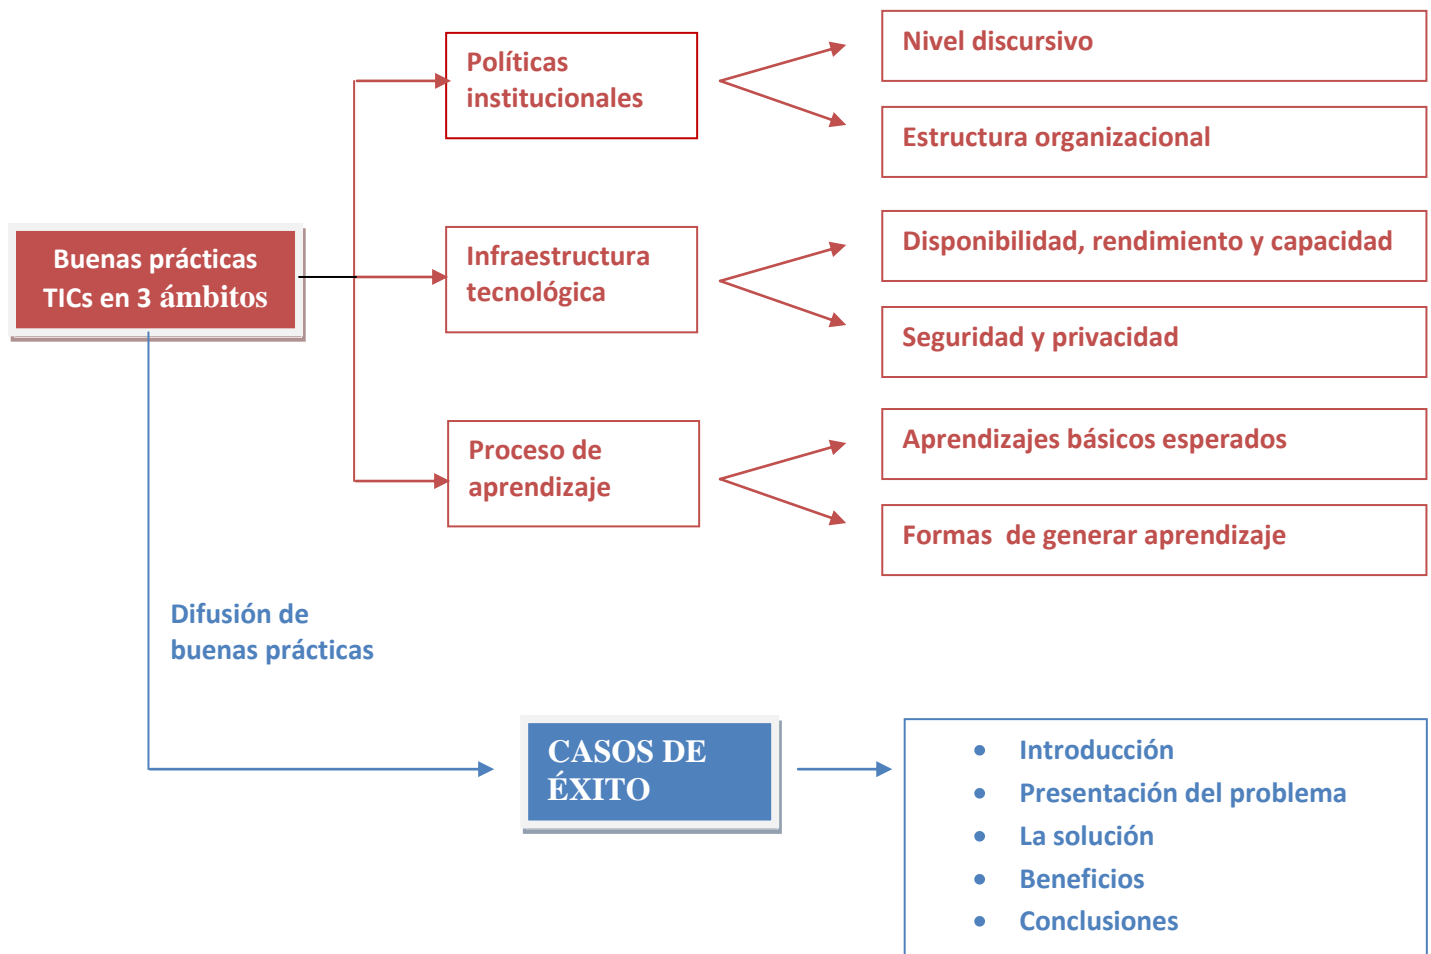 Políticas
institucionales
Nivel discursivo
Estructura organizacional
Buenas prácticas
TICs en 3 ámbitos
Infraestructura
tecnológica
Disponibilidad, rendimiento y capacidad
Seguridad y privacidad
Proceso de
aprendizaje
Aprendizajes básicos esperados
Formas  de generar aprendizaje
Difusión de
buenas prácticas
CASOS DE
ÉXITO
• Introducción
• Presentación del problema
• La solución
• Beneficios
• Conclusiones